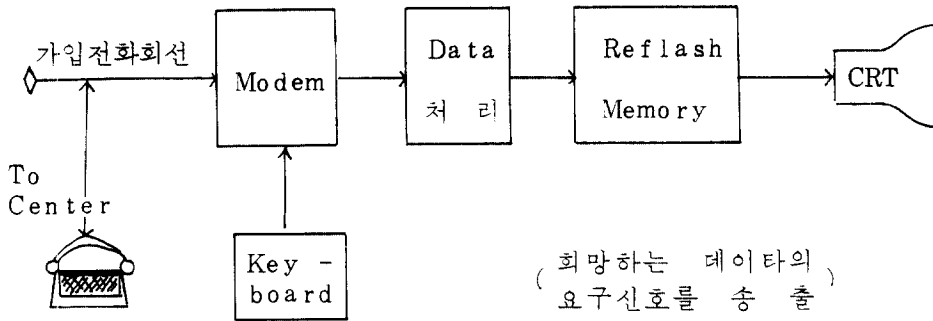 가입전화회선
Modem
Data
처 리
Reflash
Memory
CRT
To
Center
Key-
board
(희망하는 데이타의
요구신호를 송 출)